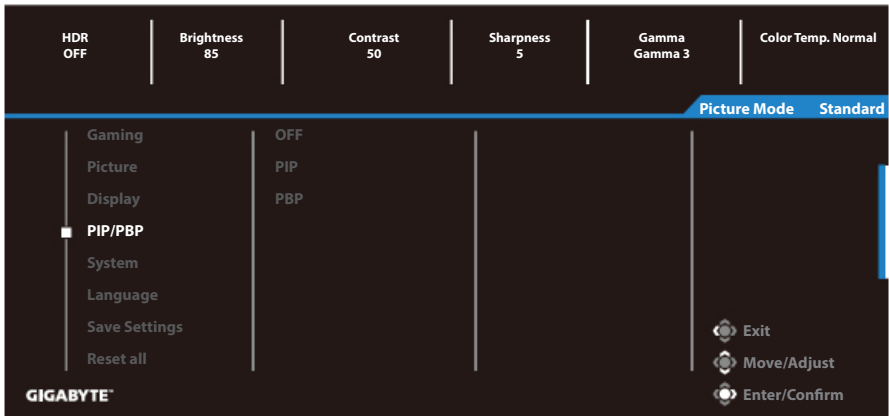 HDR Brightness Contrast Sharpness Gamma Color Temp. Normal
OFF 85 50 5 Gamma 3
Picture Mode Standard
Gaming OFF
Picture PIP
Display PBP
PIP/PBP
System
Language
Save Settings
Exit
Reset all
Move/Adjust
GIGABYTE™ Enter/Confirm